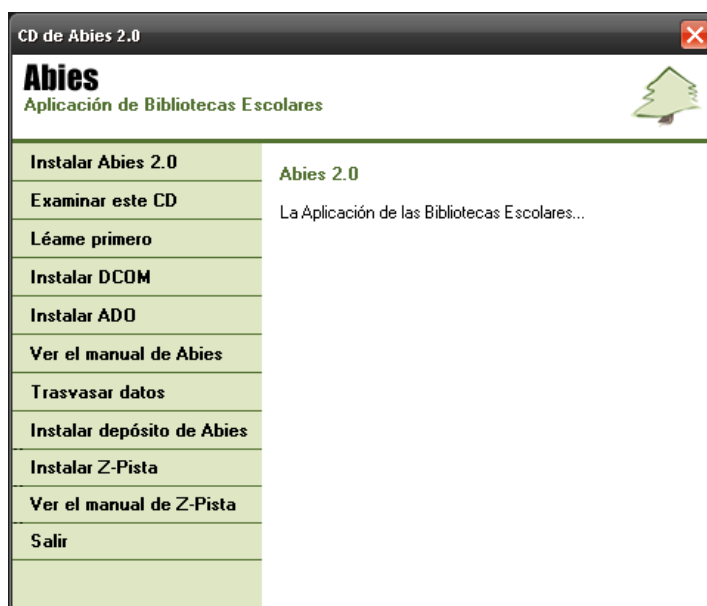 CD de Abies 2.0
Abies
Aplicación de Bibliotecas Escolares
Instalar Abies 2.0
Examinar este CD
Léame primero
Instalar DCOM
Instalar ADO
Ver el manual de Abies
Trasvasar datos
Instalar depósito de Abies
Instalar Z-Pista
Ver el manual de Z-Pista
Salir
Abies 2.0
La Aplicación de las Bibliotecas Escolares...